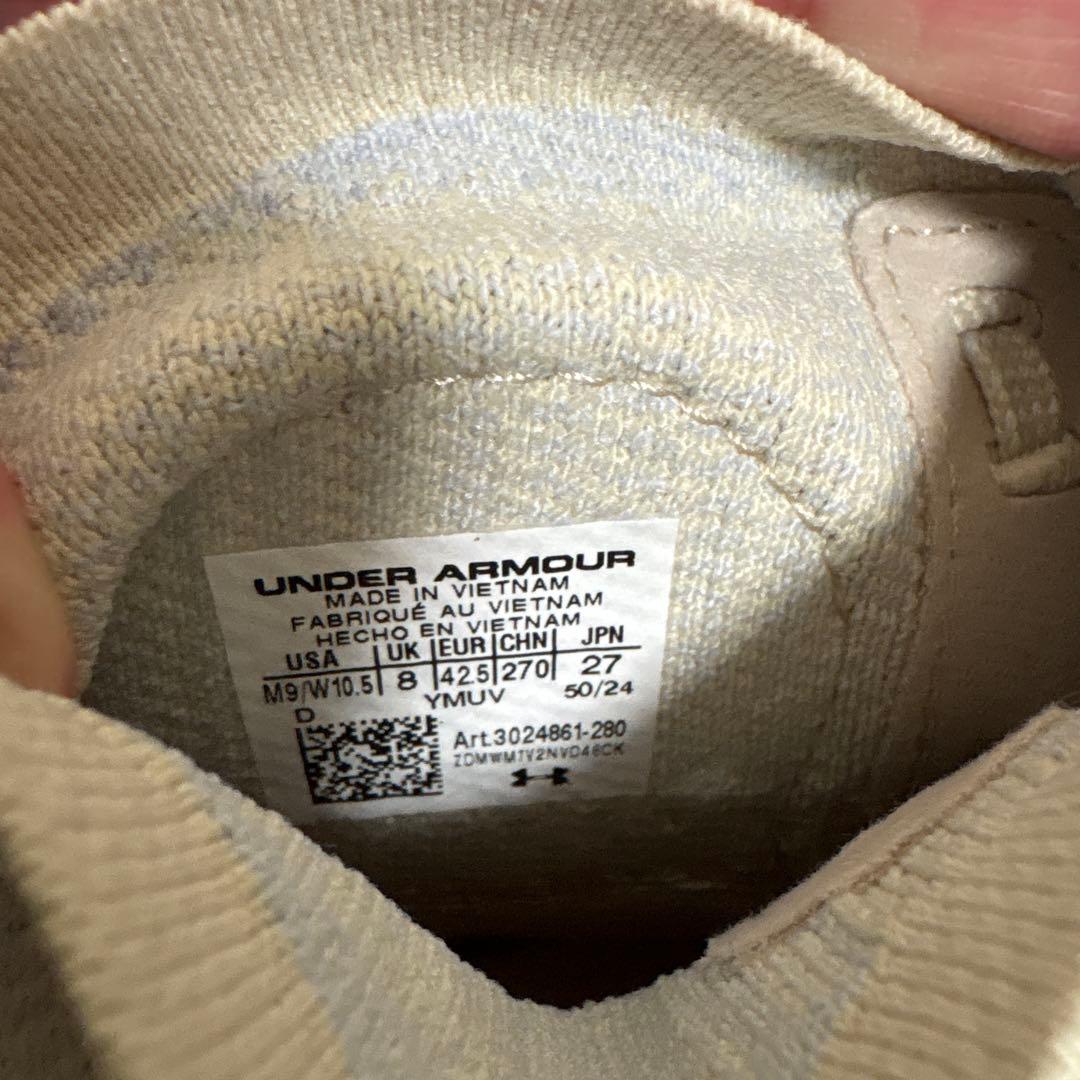 UNDER ARMOUR
MADE IN VIETNAM
FABRIQUÉ AU VIETNAM
HECHO EN VIETNAM
USA UK EUR CHN JPN
M9/W10.5 8 42.5 270 27
D YMUV 50/24
Art.3024861-280